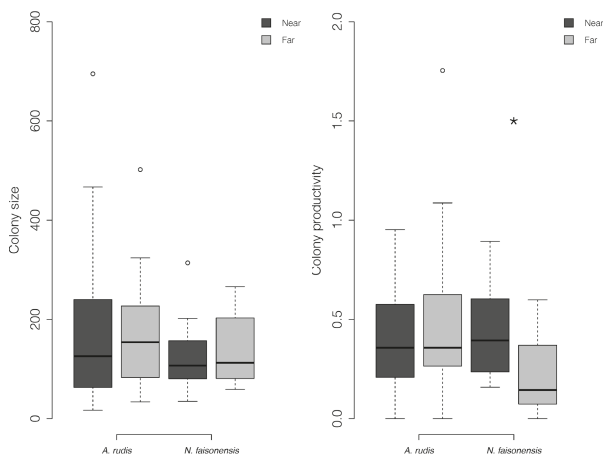 Near
Far
800
600
400
200
0
Colony size
A. rudis
N. faisonensis
Near
Far
2.0
1.5
1.0
0.5
0.0
Colony productivity
*
A. rudis
N. faisonensis